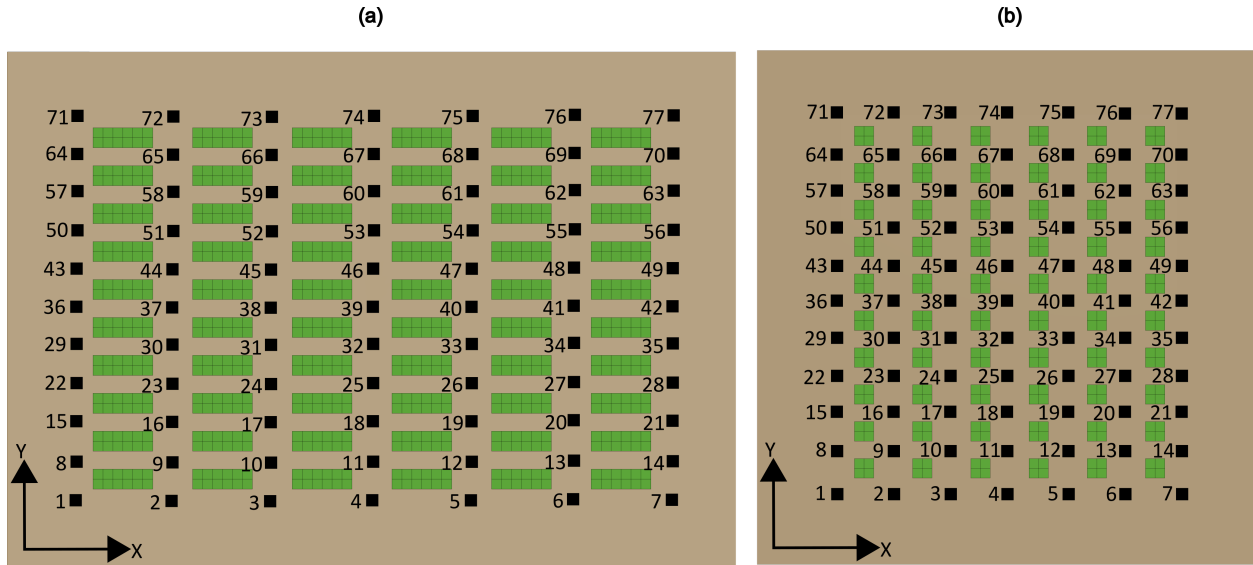 (a) (b)
71 72 73 74 75 76 77
64 65 66 67 68 69 70
57 58 59 60 61 62 63
50 51 52 53 54 55 56
43 44 45 46 47 48 49
36 37 38 39 40 41 42
29 30 31 32 33 34 35
22 23 24 25 26 27 28
15 16 17 18 19 20 21
Y
8 9 10 11 12 13 14
1 2 3 4 5 6 7
X
71 72 73 74 75 76 77
64 65 66 67 68 69 70
57 58 59 60 61 62 63
50 51 52 53 54 55 56
43 44 45 46 47 48 49
36 37 38 39 40 41 42
29 30 31 32 33 34 35
22 23 24 25 26 27 28
15 16 17 18 19 20 21
Y
8 9 10 11 12 13 14
1 2 3 4 5 6 7
X